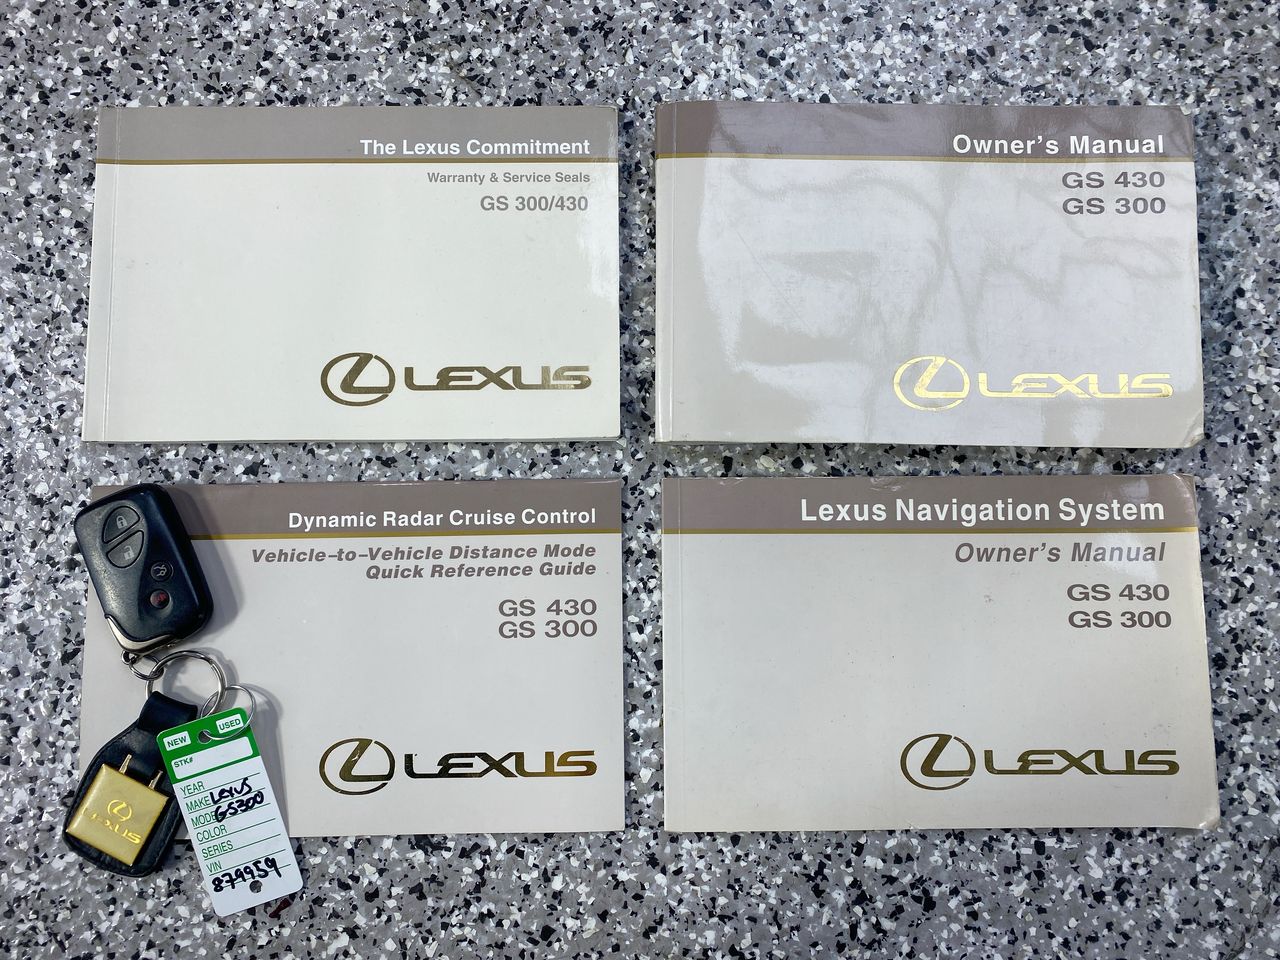 The Lexus Commitment
Warranty & Service Seals
GS 300/430
LEXUS
Owner's Manual
GS 430
GS 300
LEXUS
Dynamic Radar Cruise Control
Vehicle-to-Vehicle Distance Mode
Quick Reference Guide
GS 430
GS 300
LEXUS
Lexus Navigation System
Owner's Manual
GS 430
GS 300
LEXUS
LEXUS
NEW USED
STK#
YEAR
MAKE LEXUS
MODE GS300
COLOR
SERIES
VIN
879959